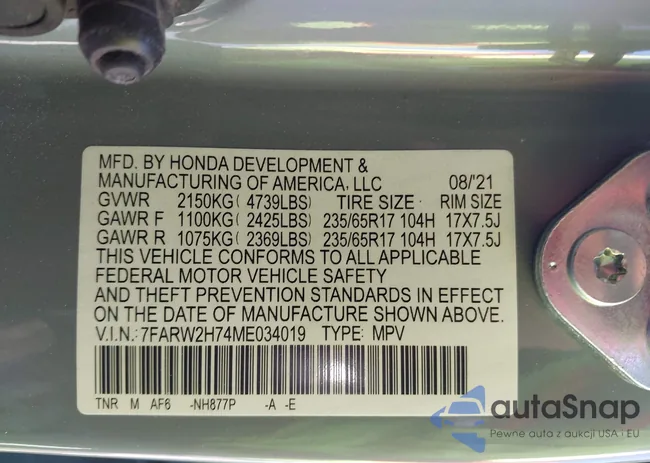 MFD. BY HONDA DEVELOPMENT &
MANUFACTURING OF AMERICA, LLC 08/'21
GVWR 2150KG( 4739LBS) TIRE SIZE RIM SIZE
GAWR F 1100KG( 2425LBS) 235/65R17 104H 17X7.5J
GAWR R 1075KG( 2369LBS) 235/65R17 104H 17X7.5J
THIS VEHICLE CONFORMS TO ALL APPLICABLE
FEDERAL MOTOR VEHICLE SAFETY
AND THEFT PREVENTION STANDARDS IN EFFECT
ON THE DATE OF MANUFACTURE SHOWN ABOVE.
V.I.N.:7FARW2H74ME034019 TYPE: MPV
TNR M AF6 -NH877P -A -E
autaSnap
Pewne auta z aukcji USA i EU